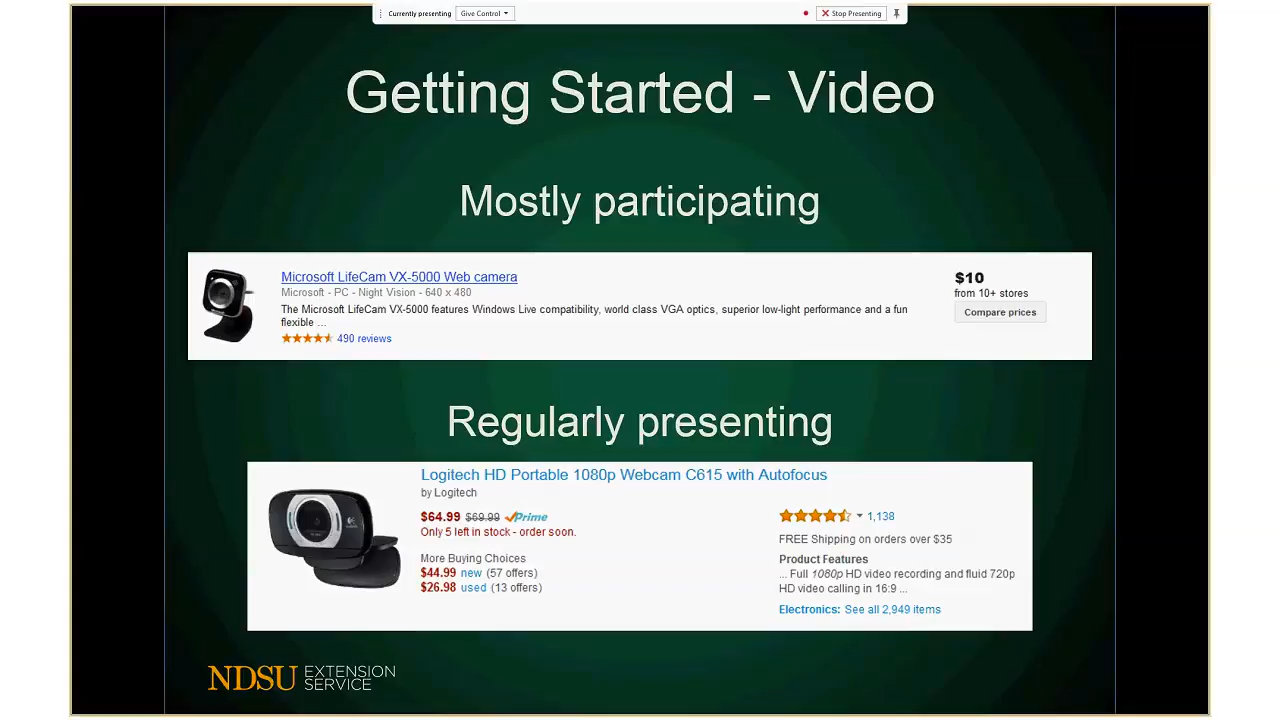 Currently presenting
Give Control
Stop Presenting
Getting Started - Video
Mostly participating
Microsoft LifeCam VX-5000 Web camera
Microsoft - PC - Night Vision - 640 x 480
The Microsoft LifeCam VX-5000 features Windows Live compatibility, world class VGA optics, superior low-light performance and a fun
flexible ...
490 reviews
$10
from 10+ stores
Compare prices
Regularly presenting
Logitech HD Portable 1080p Webcam C615 with Autofocus
by Logitech
$64.99 $69.99 Prime
Only 5 left in stock - order soon.
More Buying Choices
$44.99 new (57 offers)
$26.98 used (13 offers)
1,138
FREE Shipping on orders over $35
Product Features
... Full 1080p HD video recording and fluid 720p
HD video calling in 16:9 ...
Electronics: See all 2,949 items
NDSU EXTENSION
SERVICE